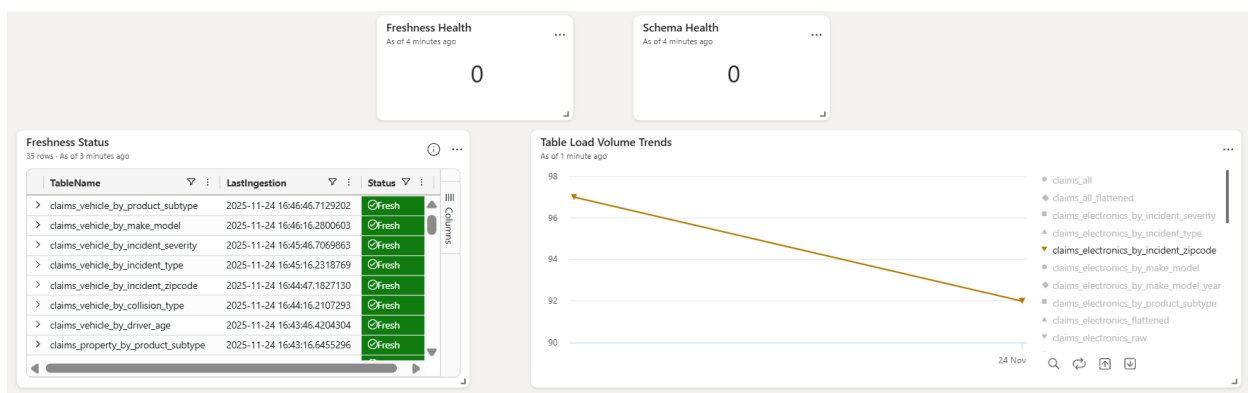 Freshness Health
As of 4 minutes ago
0
Schema Health
As of 4 minutes ago
0
Freshness Status
35 rows - As of 3 minutes ago
TableName LastIngestion Status
claims_vehicle_by_product_subtype 2025-11-24 16:46:46.7129202 Fresh
claims_vehicle_by_make_model 2025-11-24 16:46:16.2800603 Fresh
claims_vehicle_by_incident_severity 2025-11-24 16:45:46.7069863 Fresh
claims_vehicle_by_incident_type 2025-11-24 16:45:16.2318769 Fresh
claims_vehicle_by_incident_zipcode 2025-11-24 16:44:47.1827130 Fresh
claims_vehicle_by_collision_type 2025-11-24 16:44:16.2107293 Fresh
claims_vehicle_by_driver_age 2025-11-24 16:43:46.4204304 Fresh
claims_property_by_product_subtype 2025-11-24 16:43:16.6455296 Fresh
Columns
Table Load Volume Trends
As of 1 minute ago
98
96
94
92
90
24 Nov
claims_all
claims_all_flattened
claims_electronics_by_incident_severity
claims_electronics_by_incident_type
claims_electronics_by_incident_zipcode
claims_electronics_by_make_model
claims_electronics_by_make_model_year
claims_electronics_by_product_subtype
claims_electronics_flattened
claims_electronics_raw